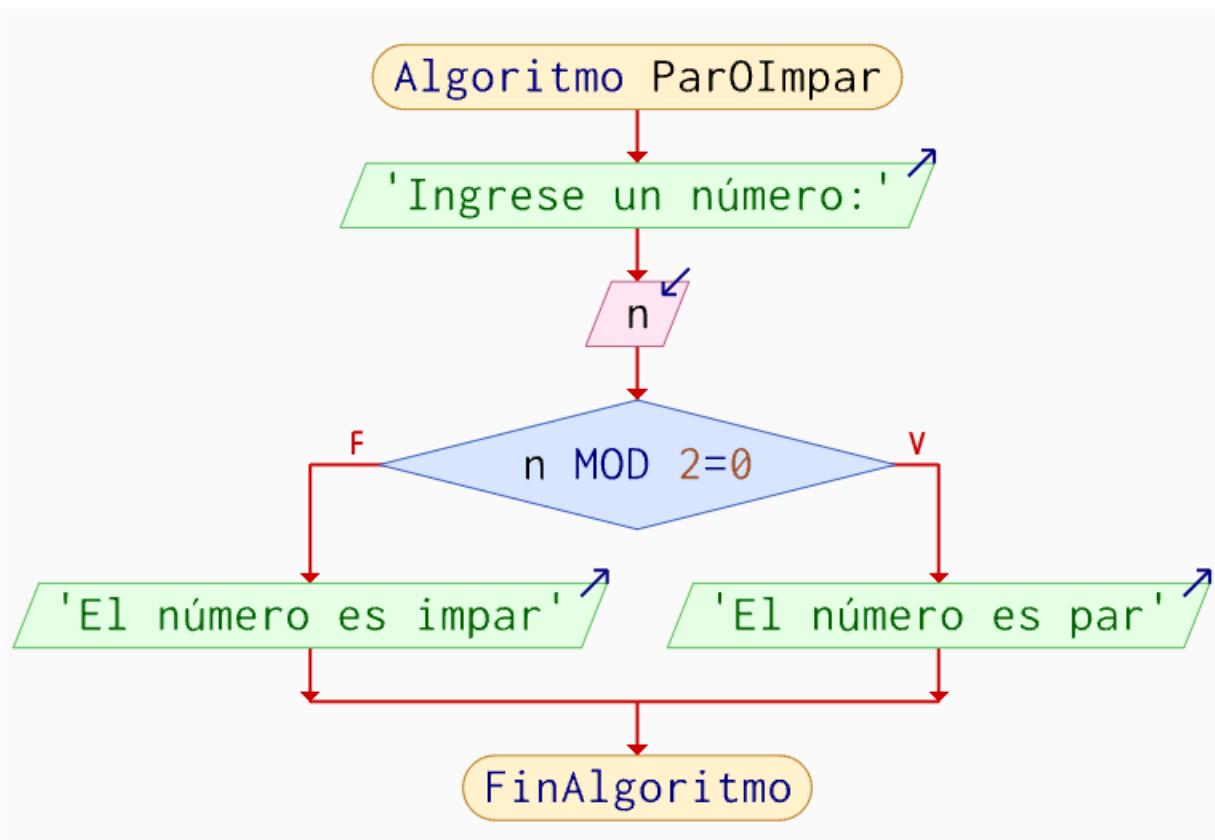 Algoritmo ParOImpar
'Ingrese un número:'
n
F
V
n MOD 2=0
'El número es impar'
'El número es par'
FinAlgoritmo